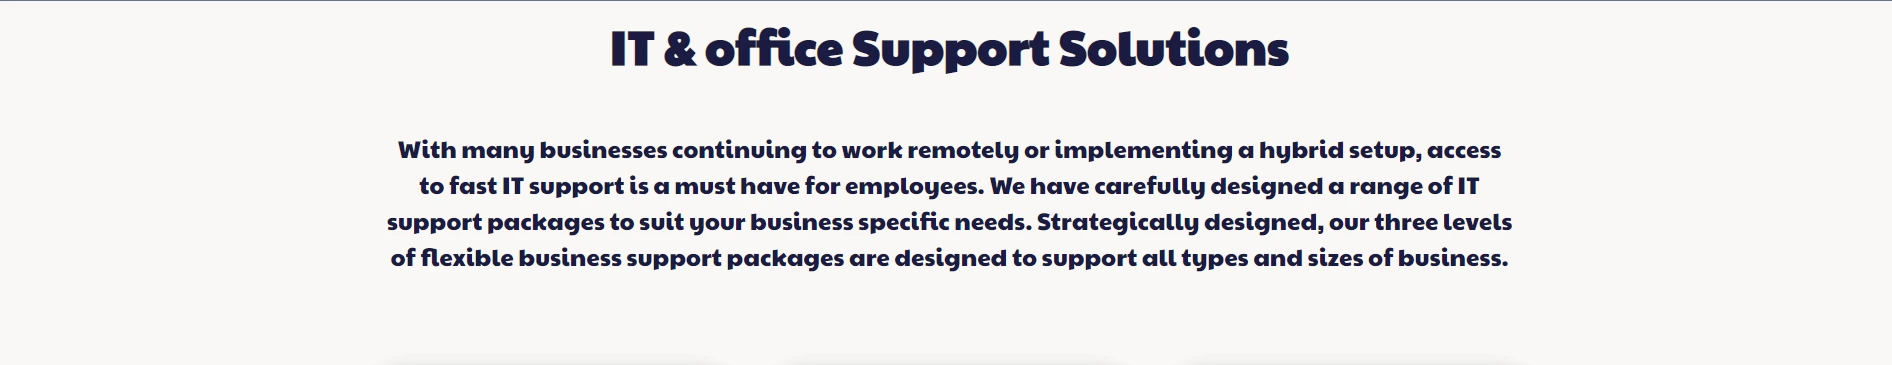 IT & office Support Solutions
With many businesses continuing to work remotely or implementing a hybrid setup, access
to fast IT support is a must have for employees. We have carefully designed a range of IT
support packages to suit your business specific needs. Strategically designed, our three levels
of flexible business support packages are designed to support all types and sizes of business.